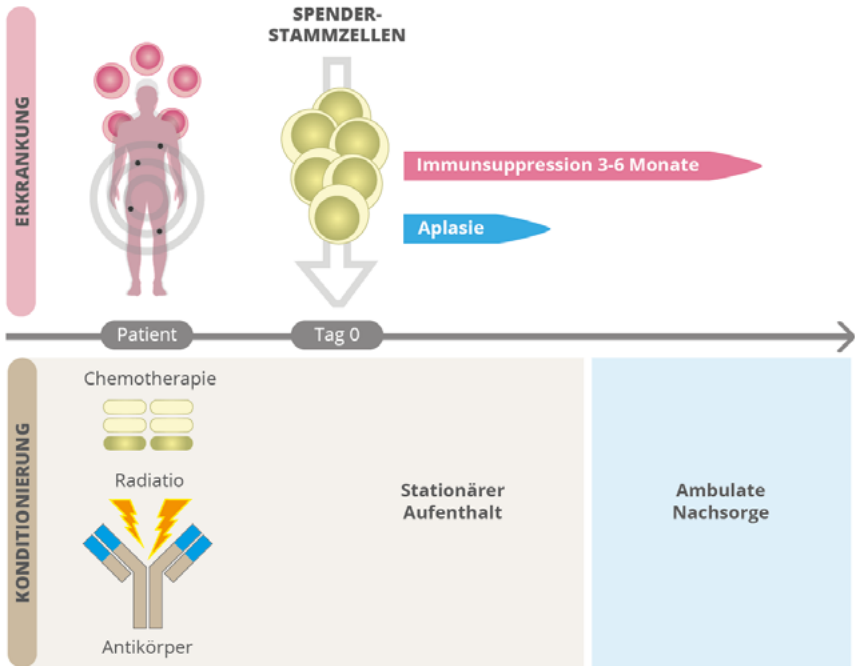 SPENDER-
STAMMZELLEN
ERKRANKUNG
Immunsuppression 3-6 Monate
Aplasie
Patient
Tag 0
KONDITIONIERUNG
Chemotherapie
Radiatio
Antikörper
Stationärer
Aufenthalt
Ambulate
Nachsorge